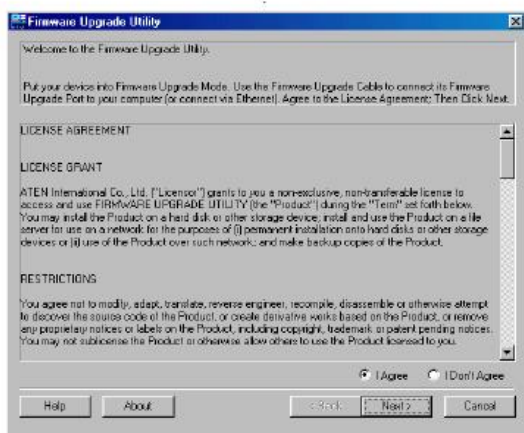 Firmware Upgrade Utility
Welcome to the Firmware Upgrade Utility.
Put your device into Firmware Upgrade Mode. Use the Firmware Upgrade Cable to connect its Firmware
Upgrade Port to your computer (or connect via Ethernet). Agree to the License Agreement; Then Click Next.
LICENSE AGREEMENT
LICENSE GRANT
ATEN International Co., Ltd. ("Licensor") grants to you a non-exclusive, non-transferable license to
access and use FIRMWARE UPGRADE UTILITY (the "Product") during the "Term" set forth below.
You may install the Product on a hard disk or other storage device; install and use the Product on a file
server for use on a network for the purposes of (i) permanent installation onto hard disks or other storage
devices or (ii) use of the Product over such network; and make backup copies of the Product.
RESTRICTIONS
You agree not to modify, adapt, translate, reverse engineer, recompile, disassemble or otherwise attempt
to discover the source code of the Product, or create derivative works based on the Product, or remove
any proprietary notices or labels on the Product, including copyright, trademark or patent pending notices.
You may not sublicense the Product or otherwise allow others to use the Product licensed to you.
I Agree I Don't Agree
Help About < Back Next > Cancel